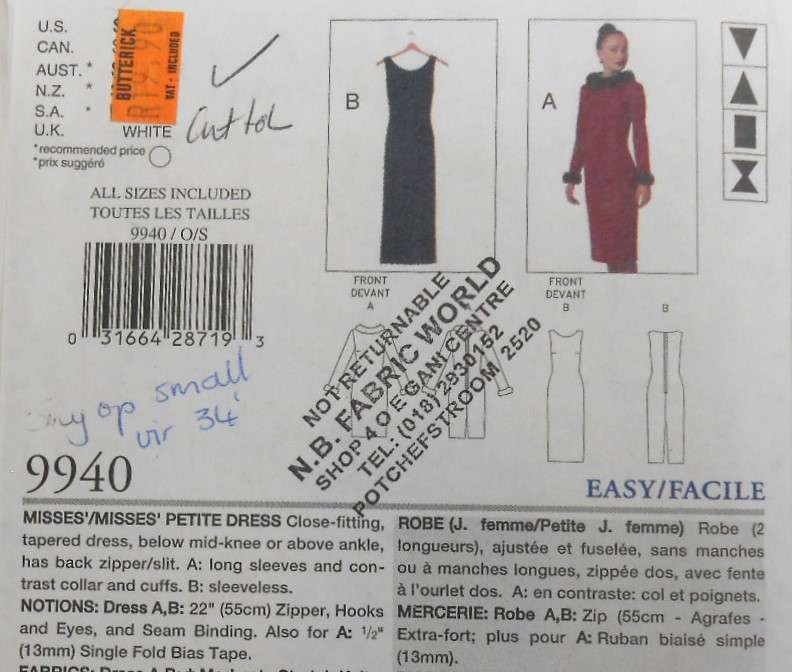 U.S.
CAN.
AUST. *
N.Z. *
S.A. *
U.K. WHITE
*recommended price
*prix suggéré
BUTTERICK
R19.90
VAT - INCLUDED
ALL SIZES INCLUDED
TOUTES LES TAILLES
9940 / O/S
0 31664 28719 3
op small
vir 34
B
A
FRONT
DEVANT
A
FRONT
DEVANT
B
B
NOT RETURNABLE
N.B. FABRIC WORLD
SHOP 4 O E GANI CENTRE
TEL: (018) 2930152
POTCHEFSTROOM 2520
9940
EASY/FACILE
MISSES'/MISSES' PETITE DRESS Close-fitting,
tapered dress, below mid-knee or above ankle,
has back zipper/slit. A: long sleeves and con-
trast collar and cuffs. B: sleeveless.
NOTIONS: Dress A,B: 22" (55cm) Zipper, Hooks
and Eyes, and Seam Binding. Also for A: 1/2"
(13mm) Single Fold Bias Tape.
ROBE (J. femme/Petite J. femme) Robe (2
longueurs), ajustée et fuselée, sans manches
ou à manches longues, zippée dos, avec fente
à l'ourlet dos. A: en contraste: col et poignets.
MERCERIE: Robe A,B: Zip (55cm - Agrafes -
Extra-fort; plus pour A: Ruban biaisé simple
(13mm).